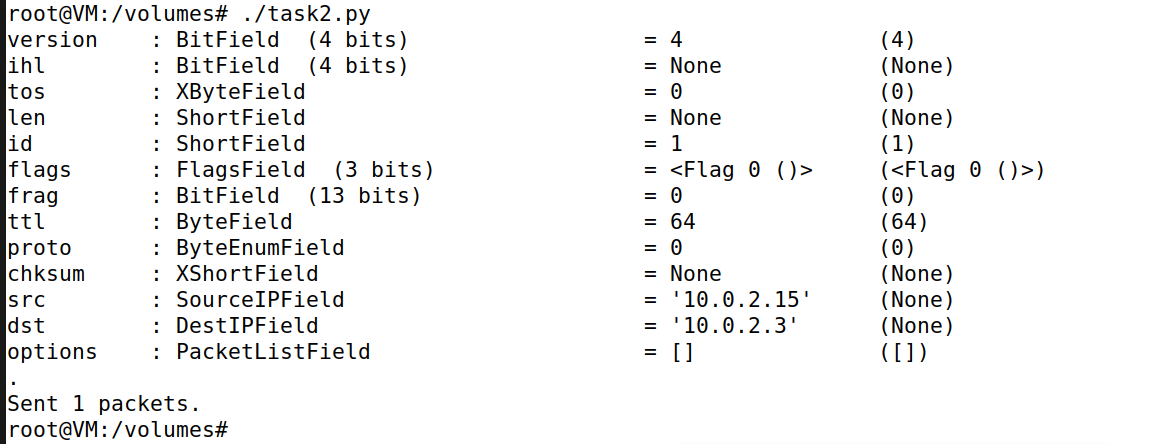 root@VM:/volumes# ./task2.py
version    : BitField  (4 bits)                  = 4               (4)
ihl        : BitField  (4 bits)                  = None            (None)
tos        : XByteField                          = 0               (0)
len        : ShortField                          = None            (None)
id         : ShortField                          = 1               (1)
flags      : FlagsField  (3 bits)                = <Flag 0 ()>     (<Flag 0 ()>)
frag       : BitField  (13 bits)                 = 0               (0)
ttl        : ByteField                           = 64              (64)
proto      : ByteEnumField                       = 0               (0)
chksum     : XShortField                         = None            (None)
src        : SourceIPField                       = '10.0.2.15'     (None)
dst        : DestIPField                         = '10.0.2.3'      (None)
options    : PacketListField                     = []              ([])
.
Sent 1 packets.
root@VM:/volumes#